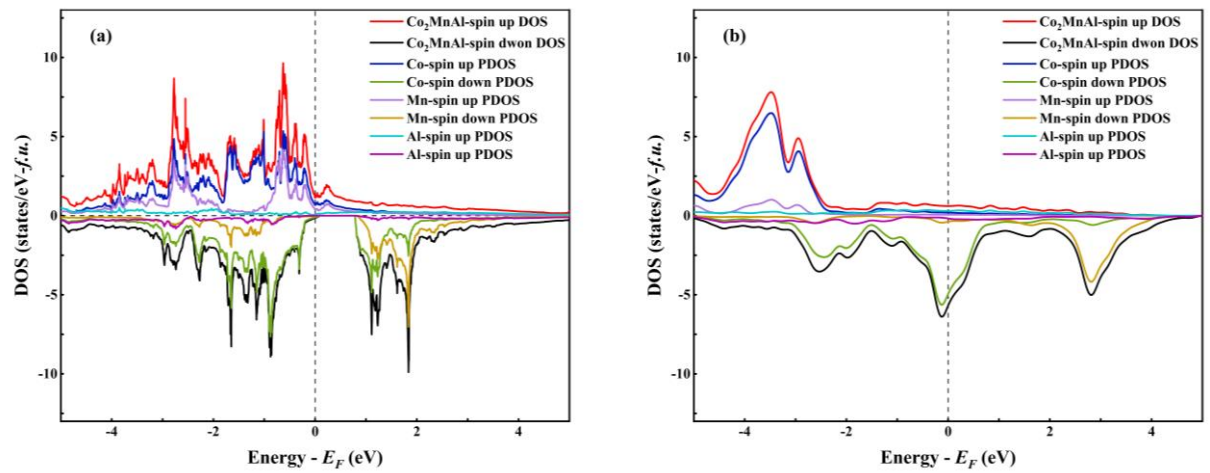 (a)
Co₂MnAl-spin up DOS
Co₂MnAl-spin dwon DOS
Co-spin up PDOS
Co-spin down PDOS
Mn-spin up PDOS
Mn-spin down PDOS
Al-spin up PDOS
Al-spin up PDOS
DOS (states/eV-f.u.)
10
5
0
-5
-10
-4
-2
0
2
4
Energy - E_F (eV)
(b)
Co₂MnAl-spin up DOS
Co₂MnAl-spin dwon DOS
Co-spin up PDOS
Co-spin down PDOS
Mn-spin up PDOS
Mn-spin down PDOS
Al-spin up PDOS
Al-spin up PDOS
DOS (states/eV-f.u.)
10
5
0
-5
-10
-4
-2
0
2
4
Energy - E_F (eV)